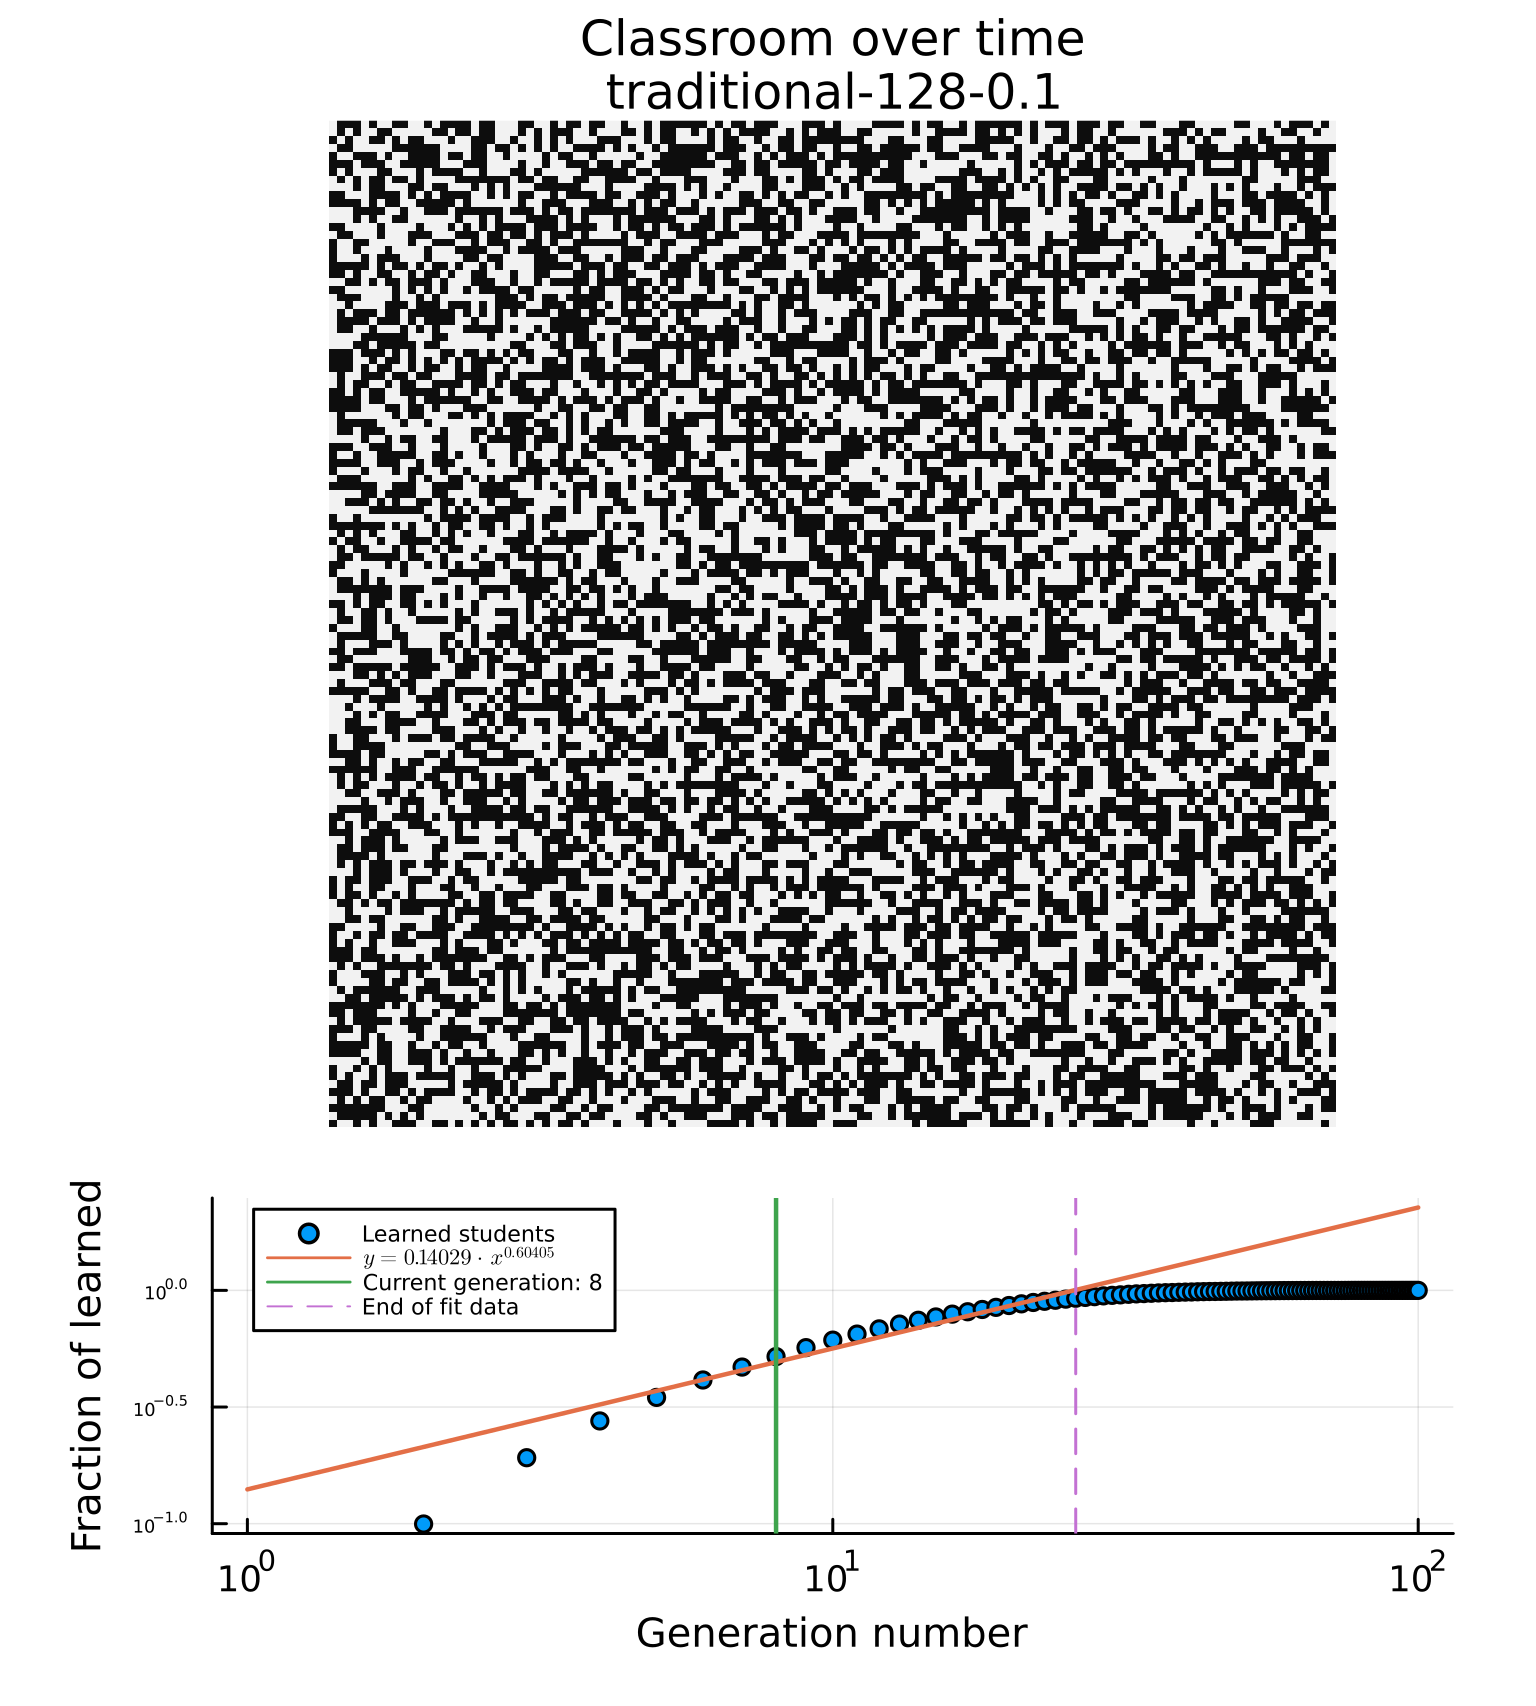 Classroom over time
traditional-128-0.1
Fraction of learned
10^0.0
10^−0.5
10^−1.0
Learned students
y = 0.14029 · x^0.60405
Current generation: 8
End of fit data
10^0
10^1
10^2
Generation number